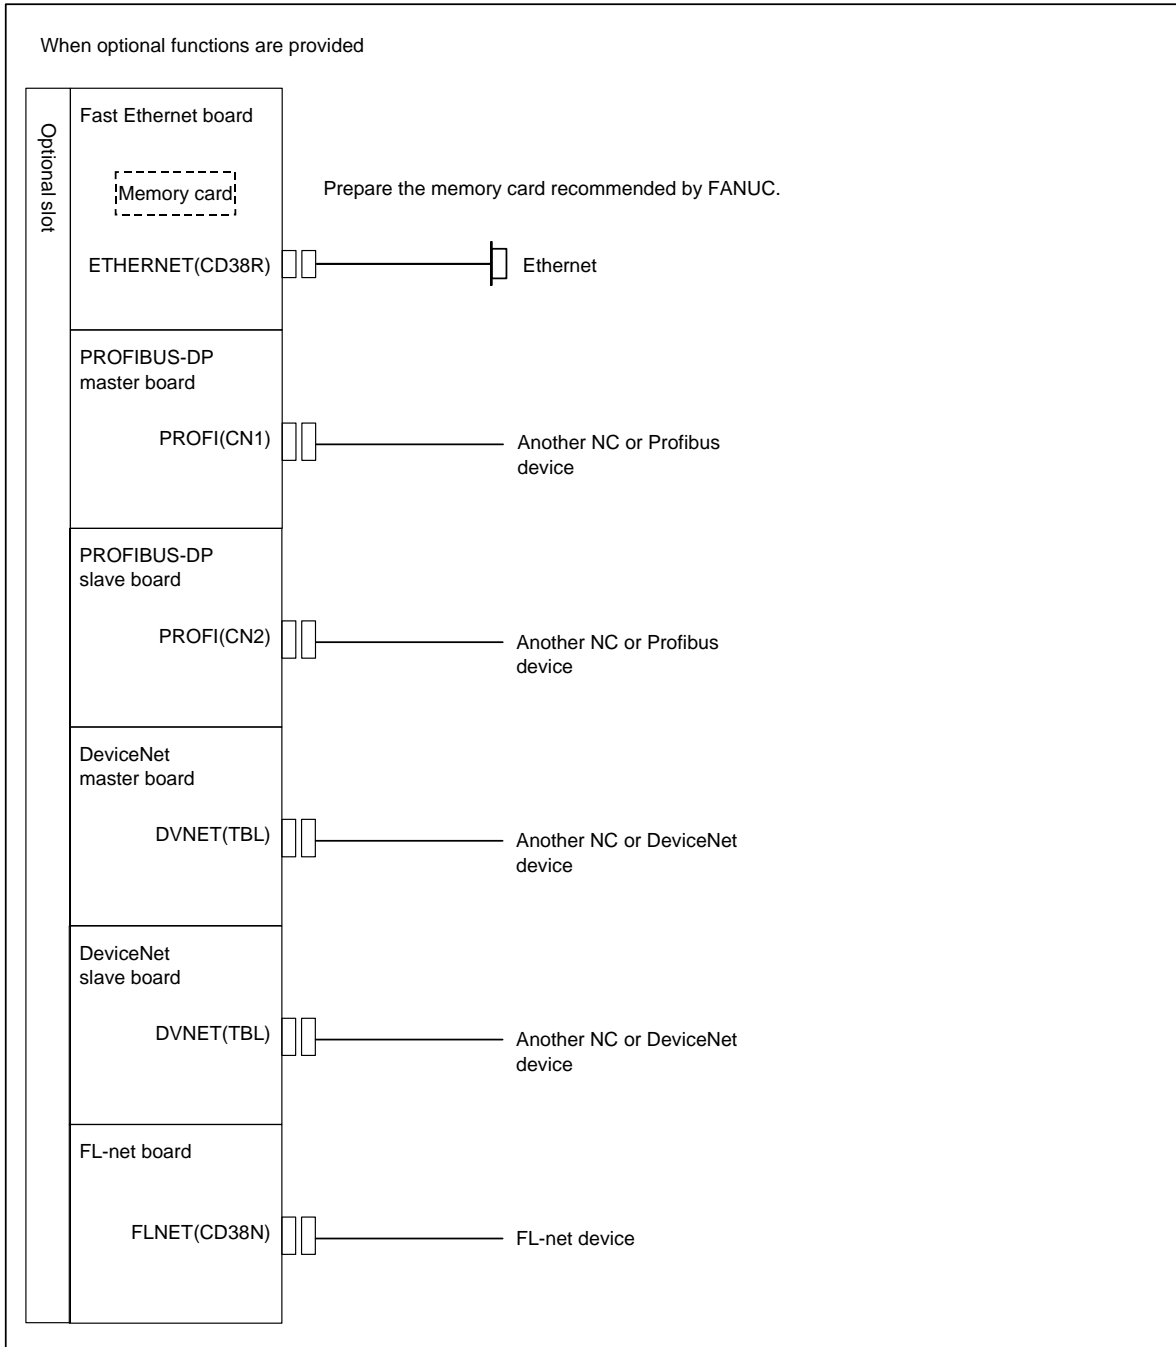 When optional functions are provided
Optional slot
Fast Ethernet board
Memory card
Prepare the memory card recommended by FANUC.
ETHERNET(CD38R)
Ethernet
PROFIBUS-DP
master board
PROFI(CN1)
Another NC or Profibus
device
PROFIBUS-DP
slave board
PROFI(CN2)
Another NC or Profibus
device
DeviceNet
master board
DVNET(TBL)
Another NC or DeviceNet
device
DeviceNet
slave board
DVNET(TBL)
Another NC or DeviceNet
device
FL-net board
FLNET(CD38N)
FL-net device